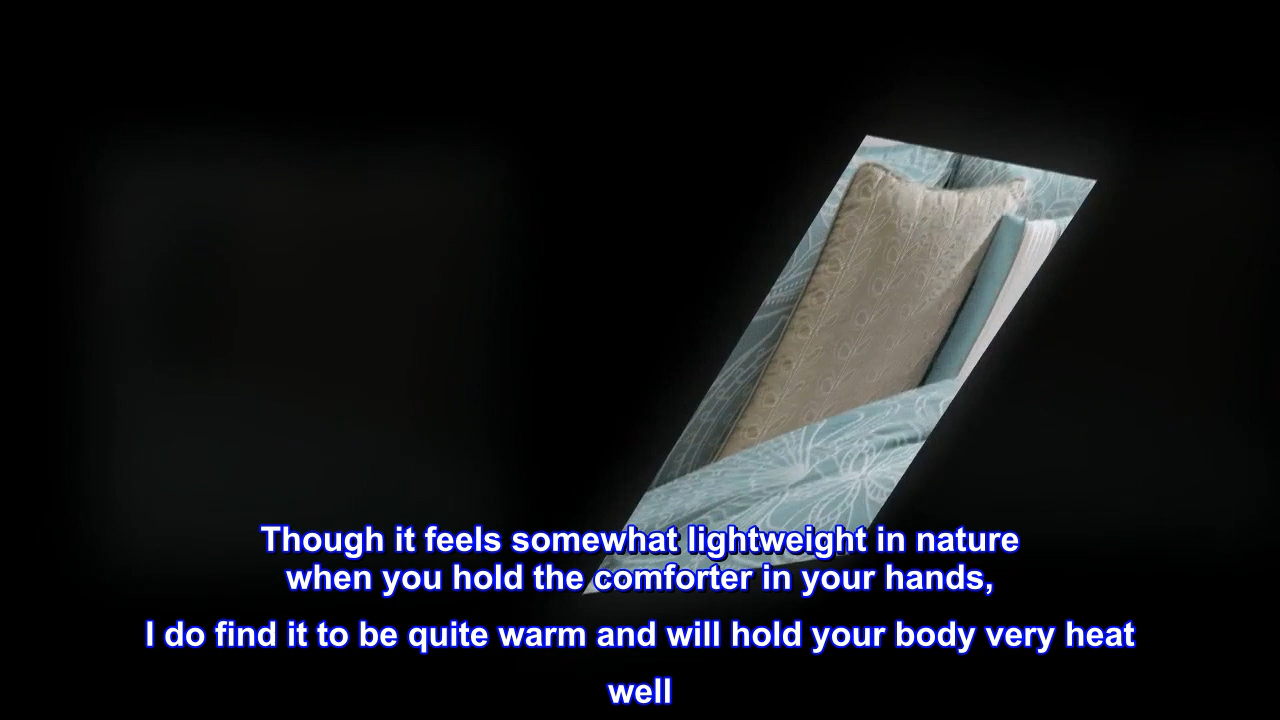 Though it feels somewhat lightweight in nature
when you hold the comforter in your hands,
I do find it to be quite warm and will hold your body very heat
well